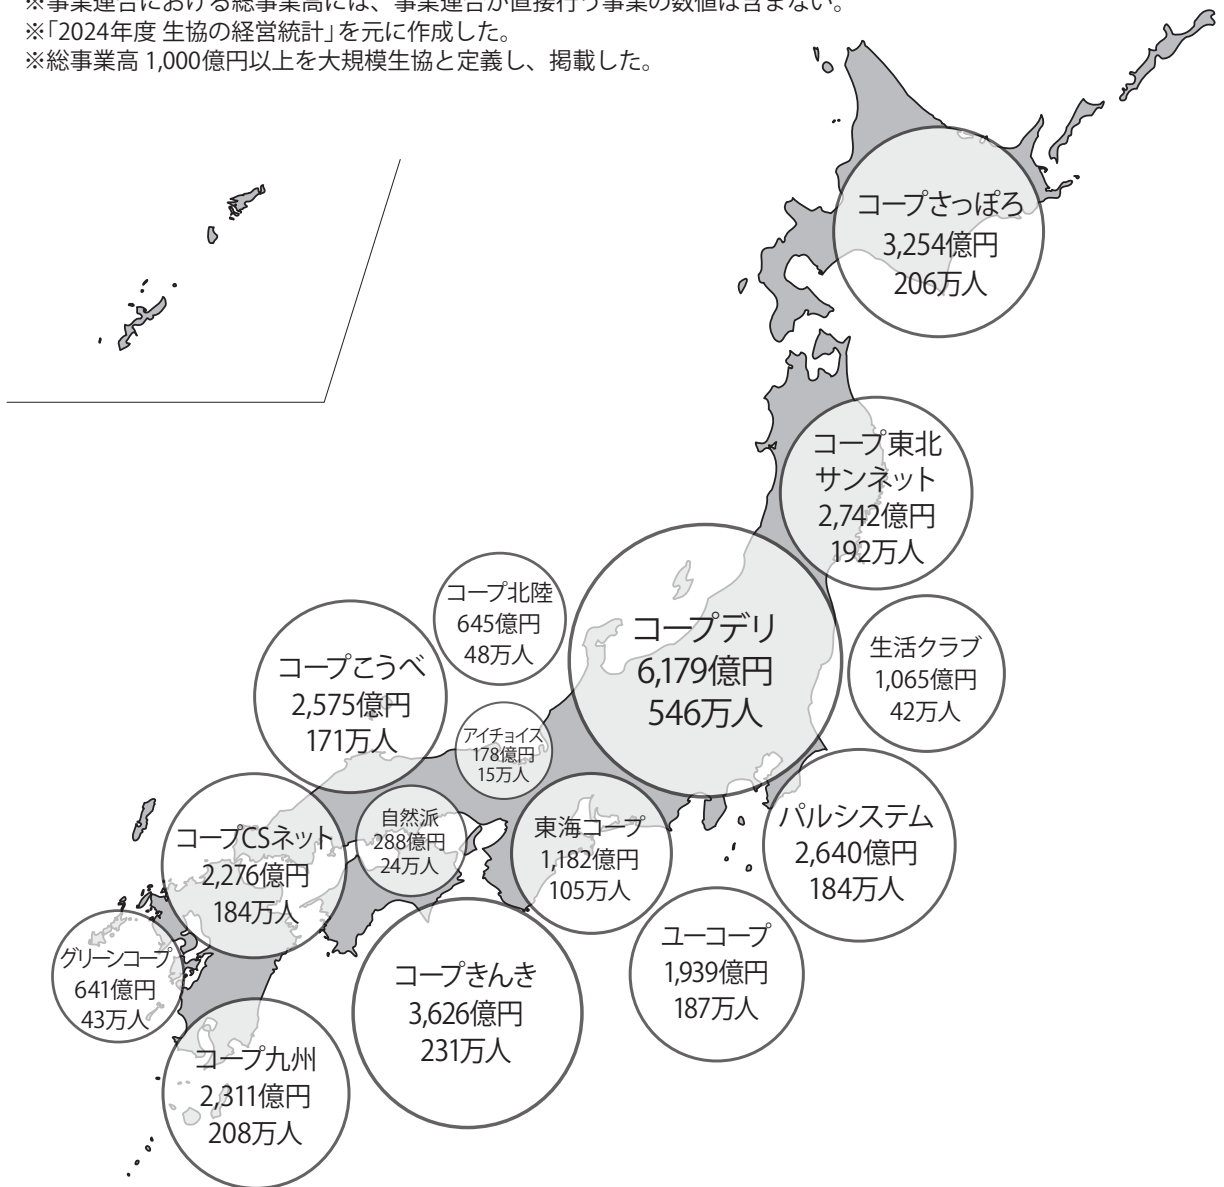 ※事業連合における総事業高には、事業連合が直接行う事業の数値は含まない。
※「2024年度 生協の経営統計」を元に作成した。
※総事業高 1,000億円以上を大規模生協と定義し、掲載した。
コープさっぽろ
3,254億円
206万人
コープ東北
サンネット
2,742億円
192万人
コープ北陸
645億円
48万人
コープデリ
6,179億円
546万人
生活クラブ
1,065億円
42万人
コープこうべ
2,575億円
171万人
アイチョイス
178億円
15万人
パルシステム
2,640億円
184万人
東海コープ
1,182億円
105万人
自然派
288億円
24万人
コープCSネット
2,276億円
184万人
ユーコープ
1,939億円
187万人
グリーンコープ
641億円
43万人
コープきんき
3,626億円
231万人
コープ九州
2,311億円
208万人